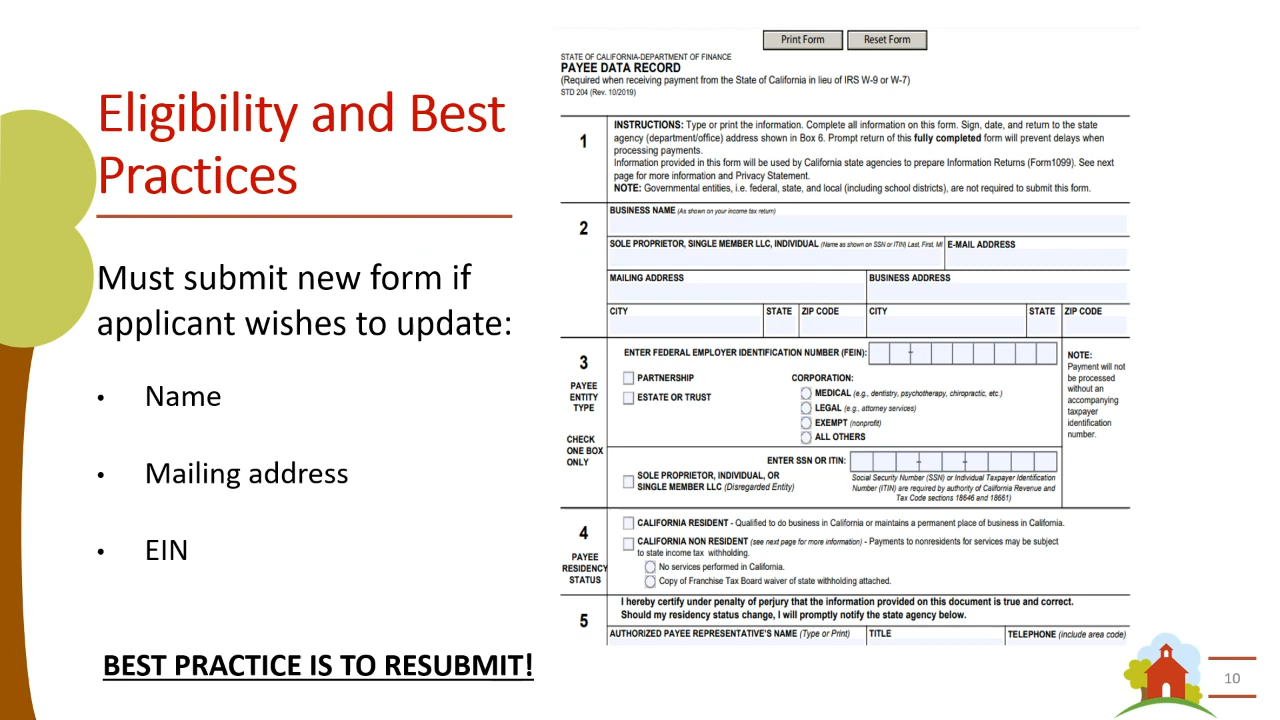 Eligibility and Best
Practices
Must submit new form if
applicant wishes to update:
• Name
• Mailing address
• EIN
BEST PRACTICE IS TO RESUBMIT!
Print Form Reset Form
STATE OF CALIFORNIA-DEPARTMENT OF FINANCE
PAYEE DATA RECORD
(Required when receiving payment from the State of California in lieu of IRS W-9 or W-7)
STD 204 (Rev. 10/2019)
1
INSTRUCTIONS: Type or print the information. Complete all information on this form. Sign, date, and return to the state
agency (department/office) address shown in Box 6. Prompt return of this fully completed form will prevent delays when
processing payments.
Information provided in this form will be used by California state agencies to prepare Information Returns (Form1099). See next
page for more information and Privacy Statement.
NOTE: Governmental entities, i.e. federal, state, and local (including school districts), are not required to submit this form.
2
BUSINESS NAME (As shown on your income tax return)
SOLE PROPRIETOR, SINGLE MEMBER LLC, INDIVIDUAL (Name as shown on SSN or ITIN) Last, First, MI E-MAIL ADDRESS
MAILING ADDRESS BUSINESS ADDRESS
CITY STATE ZIP CODE CITY STATE ZIP CODE
3
PAYEE
ENTITY
TYPE
CHECK
ONE BOX
ONLY
ENTER FEDERAL EMPLOYER IDENTIFICATION NUMBER (FEIN): -
PARTNERSHIP CORPORATION:
ESTATE OR TRUST
MEDICAL (e.g., dentistry, psychotherapy, chiropractic, etc.)
LEGAL (e.g., attorney services)
EXEMPT (nonprofit)
ALL OTHERS
ENTER SSN OR ITIN: - -
SOLE PROPRIETOR, INDIVIDUAL, OR
SINGLE MEMBER LLC (Disregarded Entity)
Social Security Number (SSN) or Individual Taxpayer Identification
Number (ITIN) are required by authority of California Revenue and
Tax Code sections 18646 and 18661)
NOTE:
Payment will not
be processed
without an
accompanying
taxpayer
identification
number.
4
PAYEE
RESIDENCY
STATUS
CALIFORNIA RESIDENT - Qualified to do business in California or maintains a permanent place of business in California.
CALIFORNIA NON RESIDENT (see next page for more information) - Payments to nonresidents for services may be subject
to state income tax withholding.
No services performed in California.
Copy of Franchise Tax Board waiver of state withholding attached.
5
I hereby certify under penalty of perjury that the information provided on this document is true and correct.
Should my residency status change, I will promptly notify the state agency below.
AUTHORIZED PAYEE REPRESENTATIVE'S NAME (Type or Print) TITLE TELEPHONE (include area code)
10